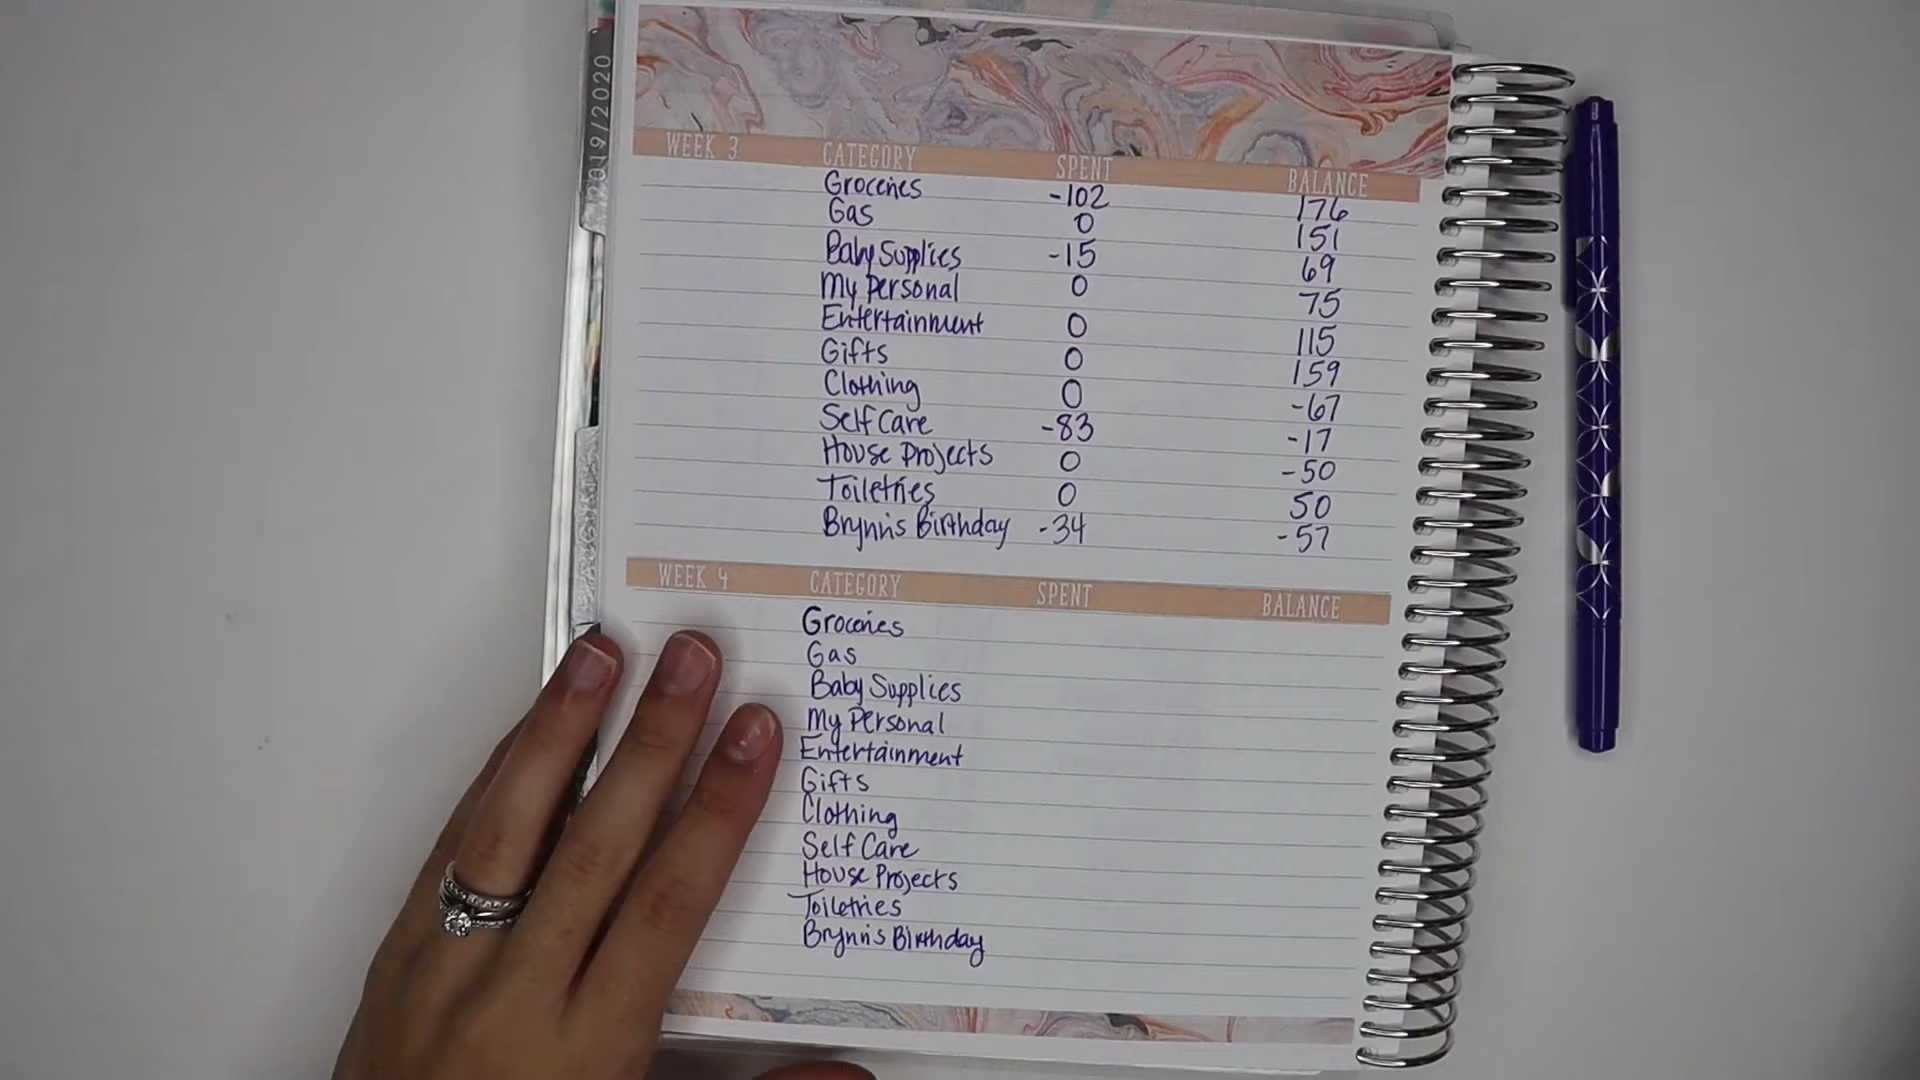 2019/2020
WEEK 3 CATEGORY SPENT BALANCE
Groceries -102 176
Gas 0 151
Baby Supplies -15 69
My Personal 0 75
Entertainment 0 115
Gifts 0 159
Clothing 0 -67
Self Care -83 -17
House Projects 0 -50
Toiletries 0 50
Brynn's Birthday -34 -57
WEEK 4 CATEGORY SPENT BALANCE
Groceries
Gas
Baby Supplies
My Personal
Entertainment
Gifts
Clothing
Self Care
House Projects
Toiletries
Brynn's Birthday